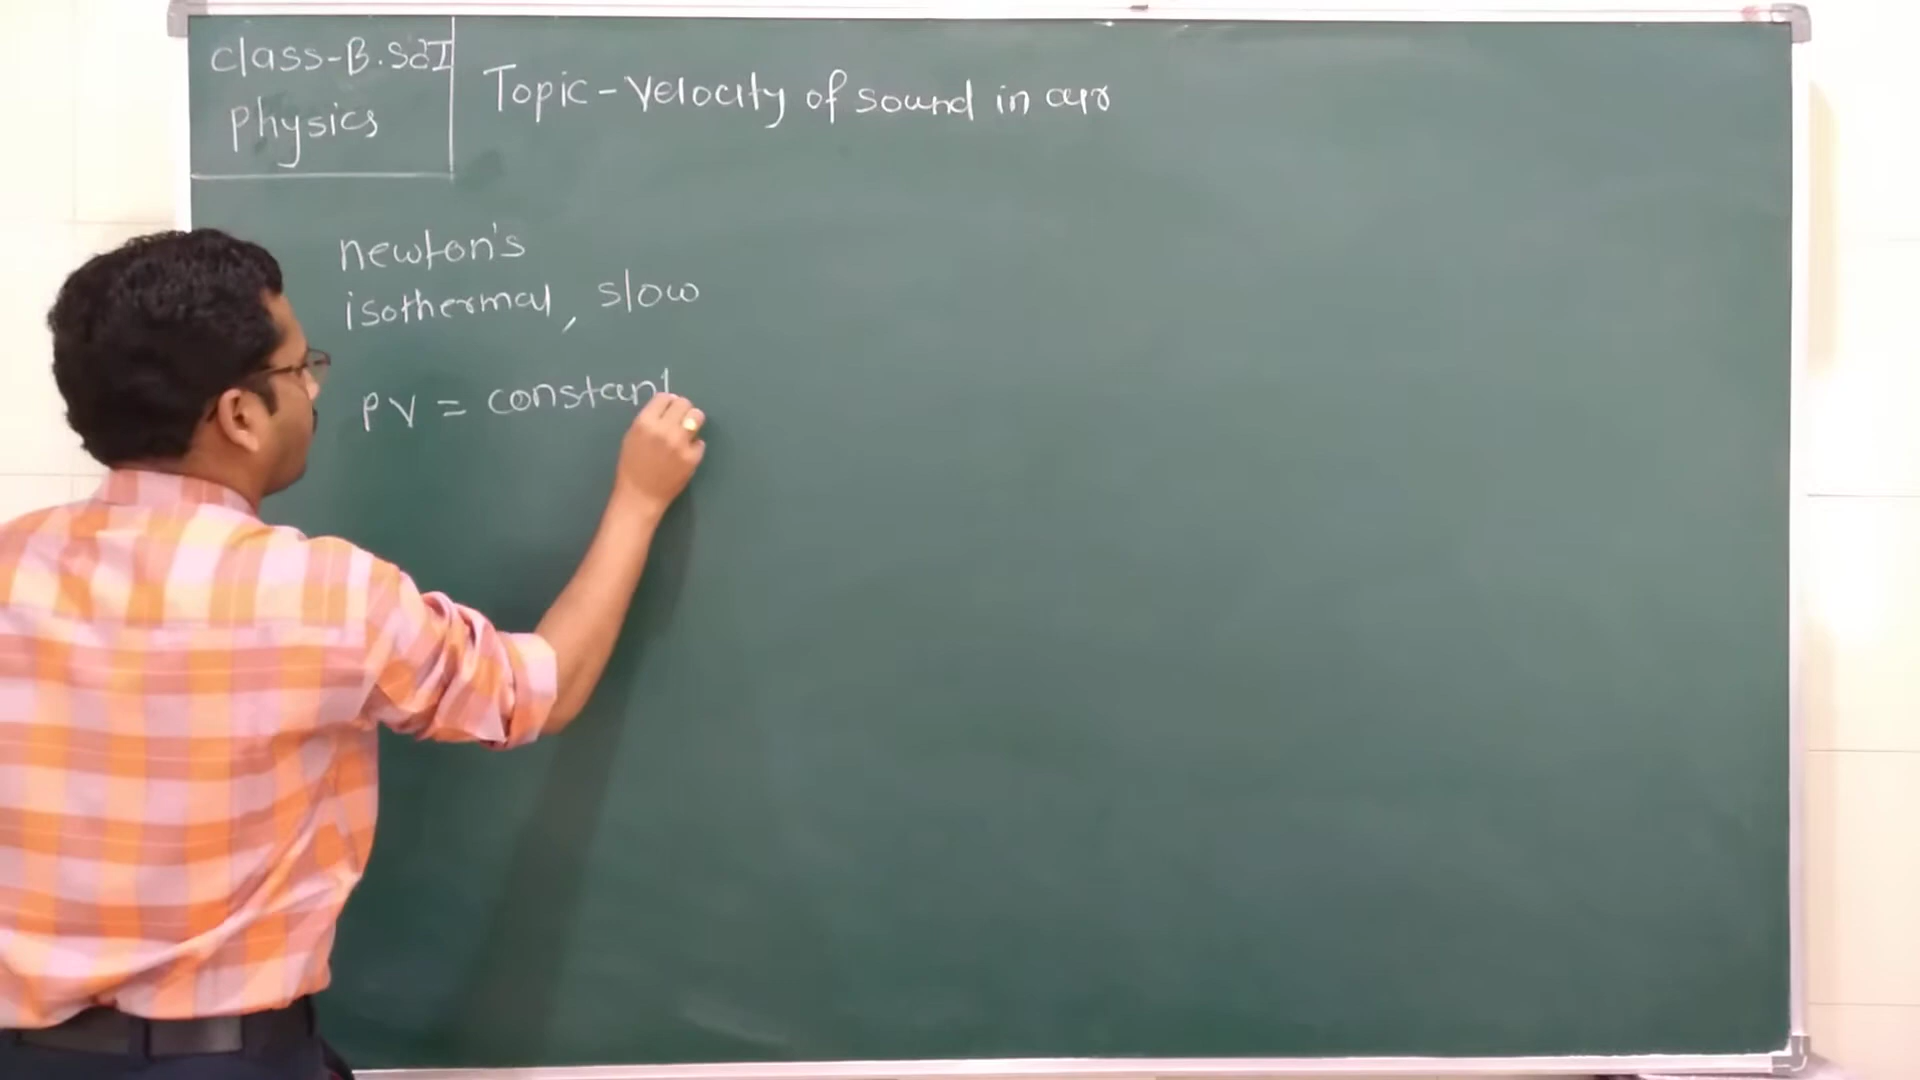 class-B.Sc I
Physics
Topic - Velocity of sound in air
newton's
isothermal, slow
PV = constant